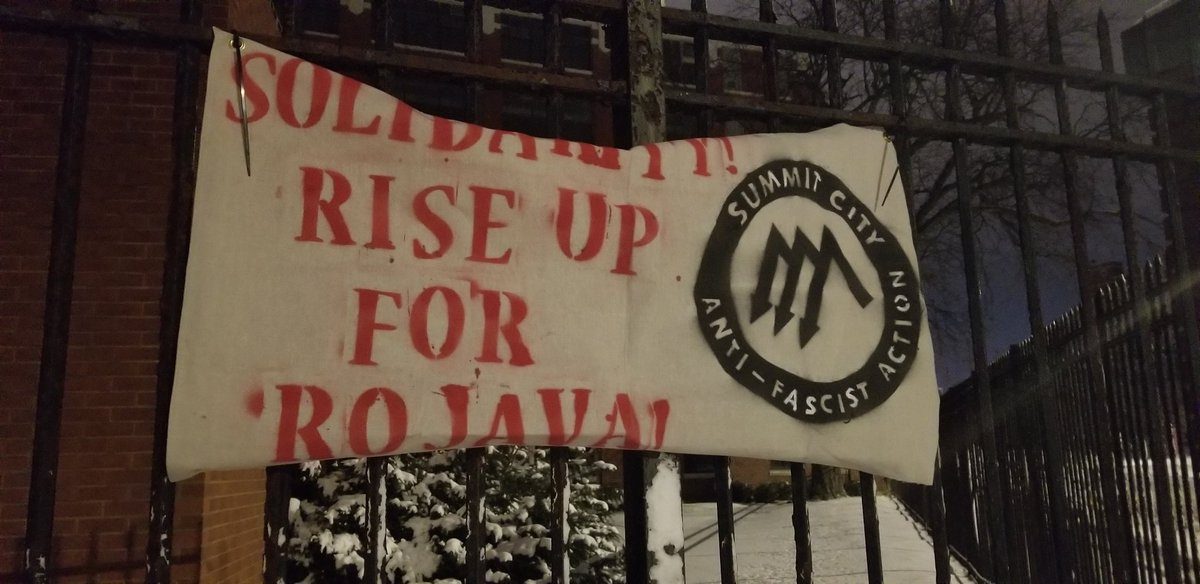 SOLIDARITY!
RISE UP
FOR
ROJAVA!
SUMMIT CITY
ANTI-FASCIST ACTION